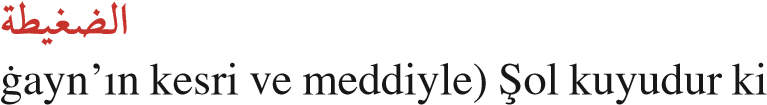 الضغيطة
ġayn’ın kesri ve meddiyle) Şol kuyudur ki